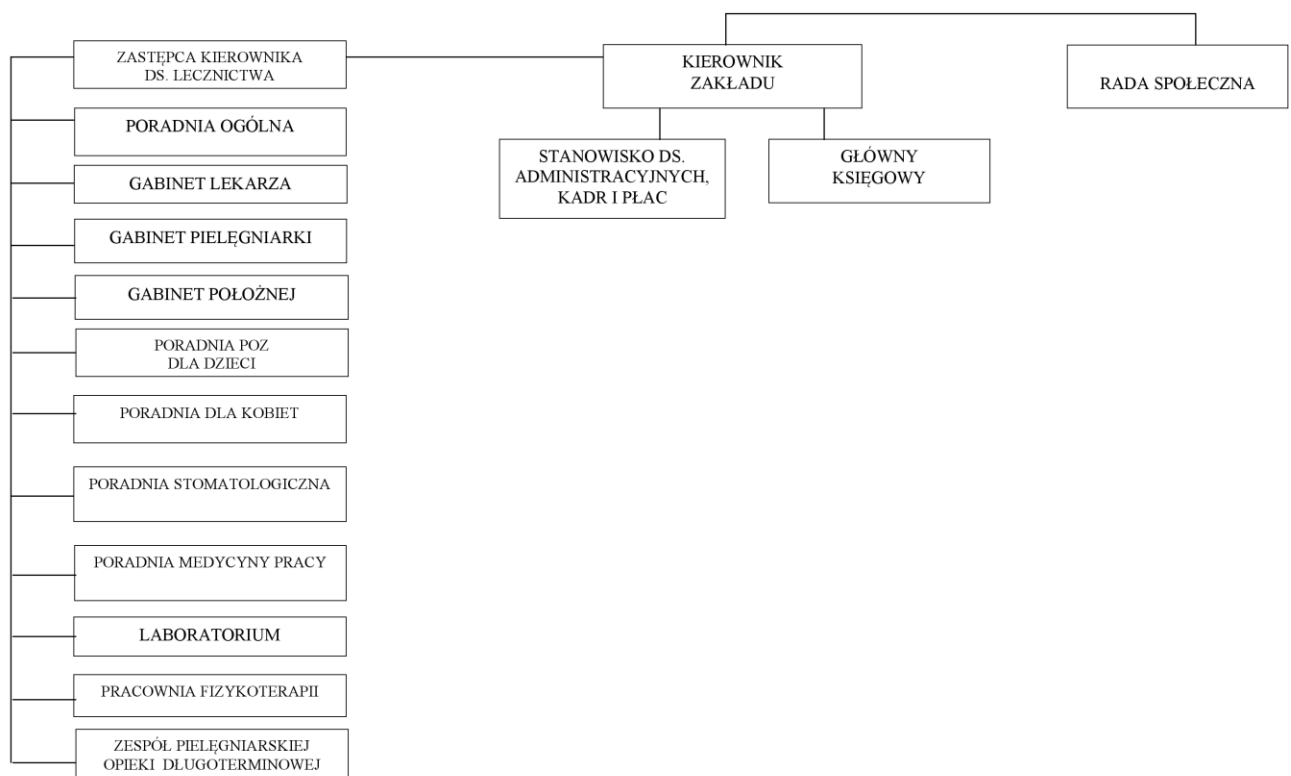 ZASTĘPCA KIEROWNIKA
DS. LECZNICTWA
KIEROWNIK
ZAKŁADU
RADA SPOŁECZNA
PORADNIA OGÓLNA
STANOWISKO DS.
ADMINISTRACYJNYCH,
KADR I PŁAC
GŁÓWNY
KSIĘGOWY
GABINET LEKARZA
GABINET PIELĘGNIARKI
GABINET POŁOŻNEJ
PORADNIA POZ
DLA DZIECI
PORADNIA DLA KOBIET
PORADNIA STOMATOLOGICZNA
PORADNIA MEDYCYNY PRACY
LABORATORIUM
PRACOWNIA FIZYKOTERAPII
ZESPÓŁ PIELĘGNIARSKIEJ
OPIEKI DŁUGOTERMINOWEJ